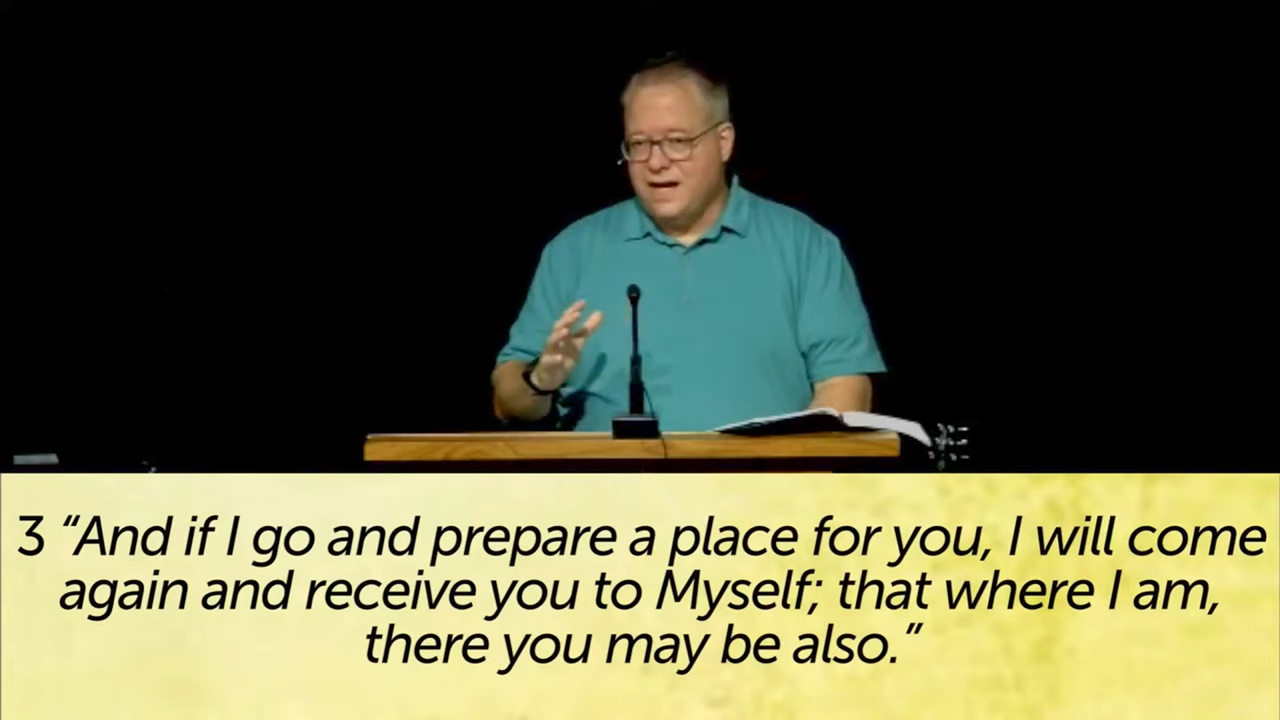 3 “And if I go and prepare a place for you, I will come
again and receive you to Myself; that where I am,
there you may be also.”